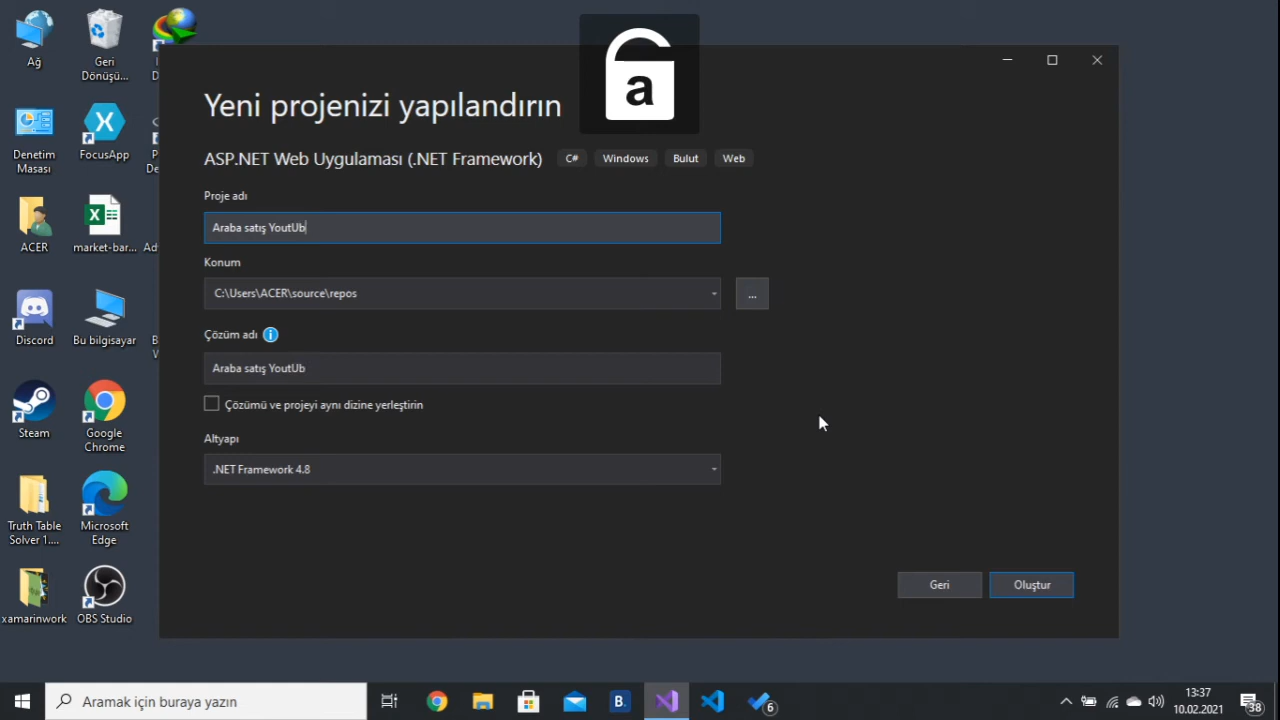 Ağ
Geri
Dönüşü...
Denetim
Masası
FocusApp
ACER
market-bar...
Discord
Bu bilgisayar
Steam
Google
Chrome
Truth Table
Solver 1....
Microsoft
Edge
xamarinwork
OBS Studio
a
Yeni projenizi yapılandırın
ASP.NET Web Uygulaması (.NET Framework)
C#
Windows
Bulut
Web
Proje adı
Araba satış YoutUb
Konum
C:\Users\ACER\source\repos
...
Çözüm adı
Araba satış YoutUb
Çözümü ve projeyi aynı dizine yerleştirin
Altyapı
.NET Framework 4.8
Geri
Oluştur
Aramak için buraya yazın
B.
6
13:37
10.02.2021
38